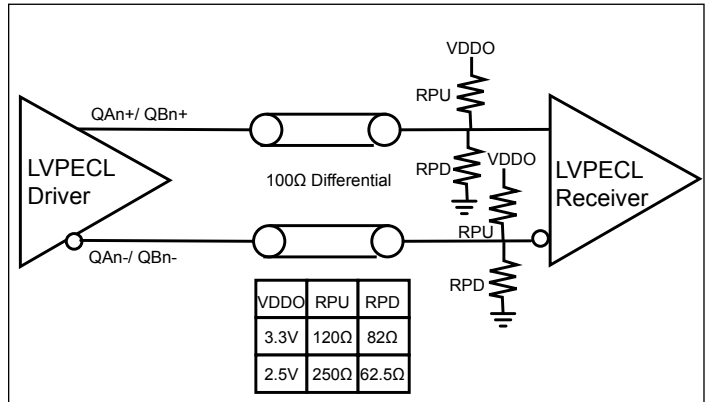 VDDO
RPU
QAn+/ QBn+
LVPECL
Driver
RPD
VDDO
LVPECL
Receiver
100Ω Differential
RPU
QAn-/ QBn-
RPD
VDDO RPU RPD
3.3V 120Ω 82Ω
2.5V 250Ω 62.5Ω